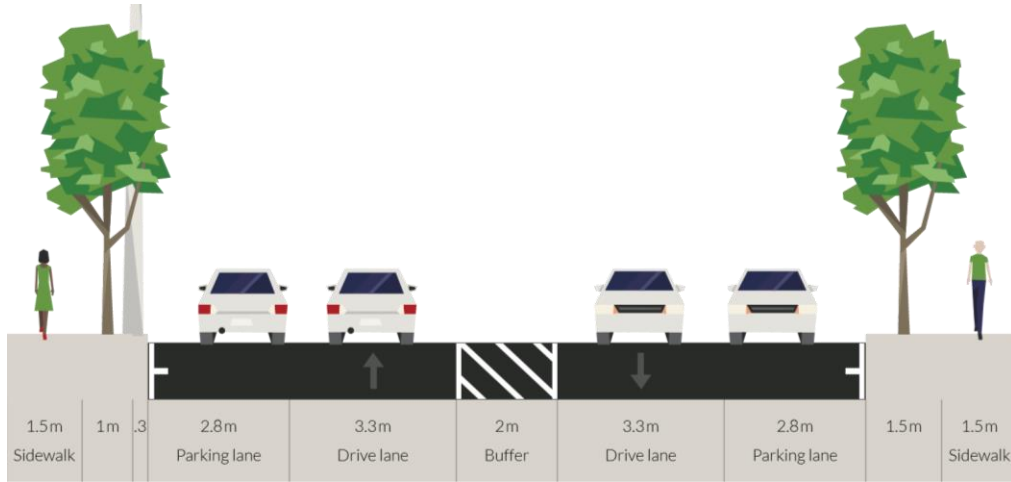 1.5m 1m .3 2.8m 3.3m 2m 3.3m 2.8m 1.5m 1.5m
Sidewalk Parking lane Drive lane Buffer Drive lane Parking lane Sidewalk